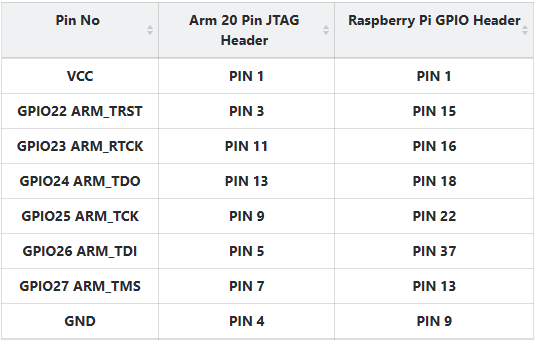 Pin No Arm 20 Pin JTAG Header Raspberry Pi GPIO Header
VCC PIN 1 PIN 1
GPIO22 ARM_TRST PIN 3 PIN 15
GPIO23 ARM_RTCK PIN 11 PIN 16
GPIO24 ARM_TDO PIN 13 PIN 18
GPIO25 ARM_TCK PIN 9 PIN 22
GPIO26 ARM_TDI PIN 5 PIN 37
GPIO27 ARM_TMS PIN 7 PIN 13
GND PIN 4 PIN 9